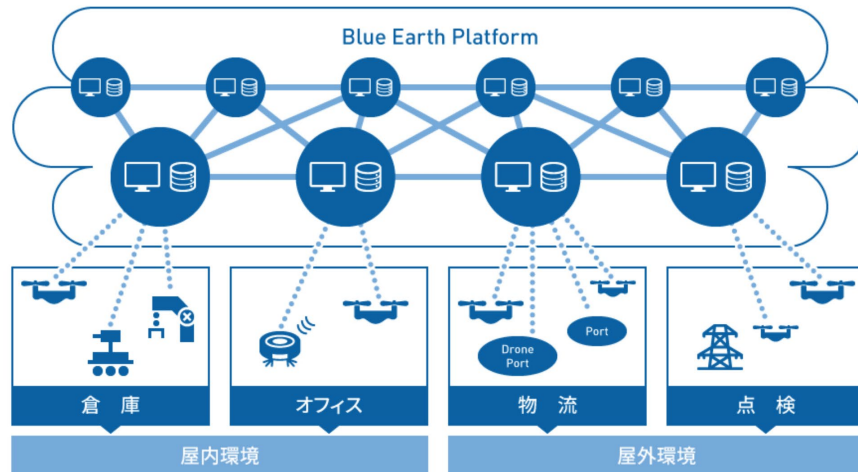 Blue Earth Platform
Drone
Port
Port
倉 庫
オフィス
物 流
点 検
屋内環境
屋外環境